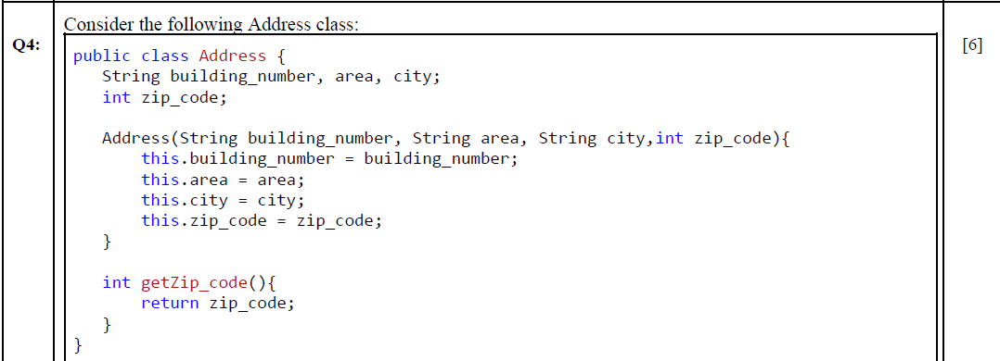 Consider the following Address class:
Q4:
[6]
public class Address {
String building_number, area, city;
int zip_code;
Address(String building_number, String area, String city,int zip_code){
this.building_number = building_number;
this.area = area;
this.city = city;
this.zip_code = zip_code;
}
int getZip_code(){
return zip_code;
}
}